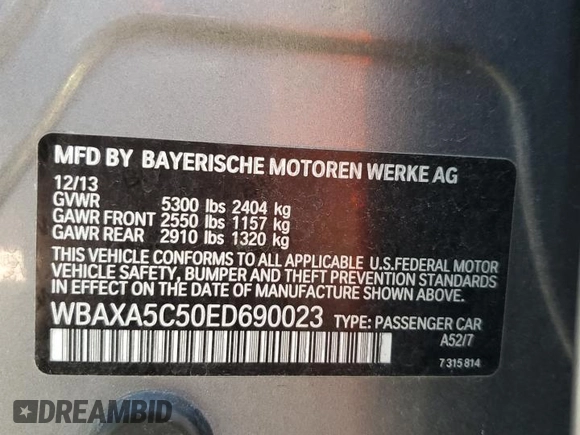 MFD BY BAYERISCHE MOTOREN WERKE AG
12/13
GVWR 5300 lbs 2404 kg
GAWR FRONT 2550 lbs 1157 kg
GAWR REAR 2910 lbs 1320 kg
THIS VEHICLE CONFORMS TO ALL APPLICABLE U.S.FEDERAL MOTOR
VEHICLE SAFETY, BUMPER AND THEFT PREVENTION STANDARDS
IN EFFECT ON THE DATE OF MANUFACTURE SHOWN ABOVE.
WBAXA5C50ED690023 TYPE: PASSENGER CAR
A52/7
7 315 814
DREAMBID